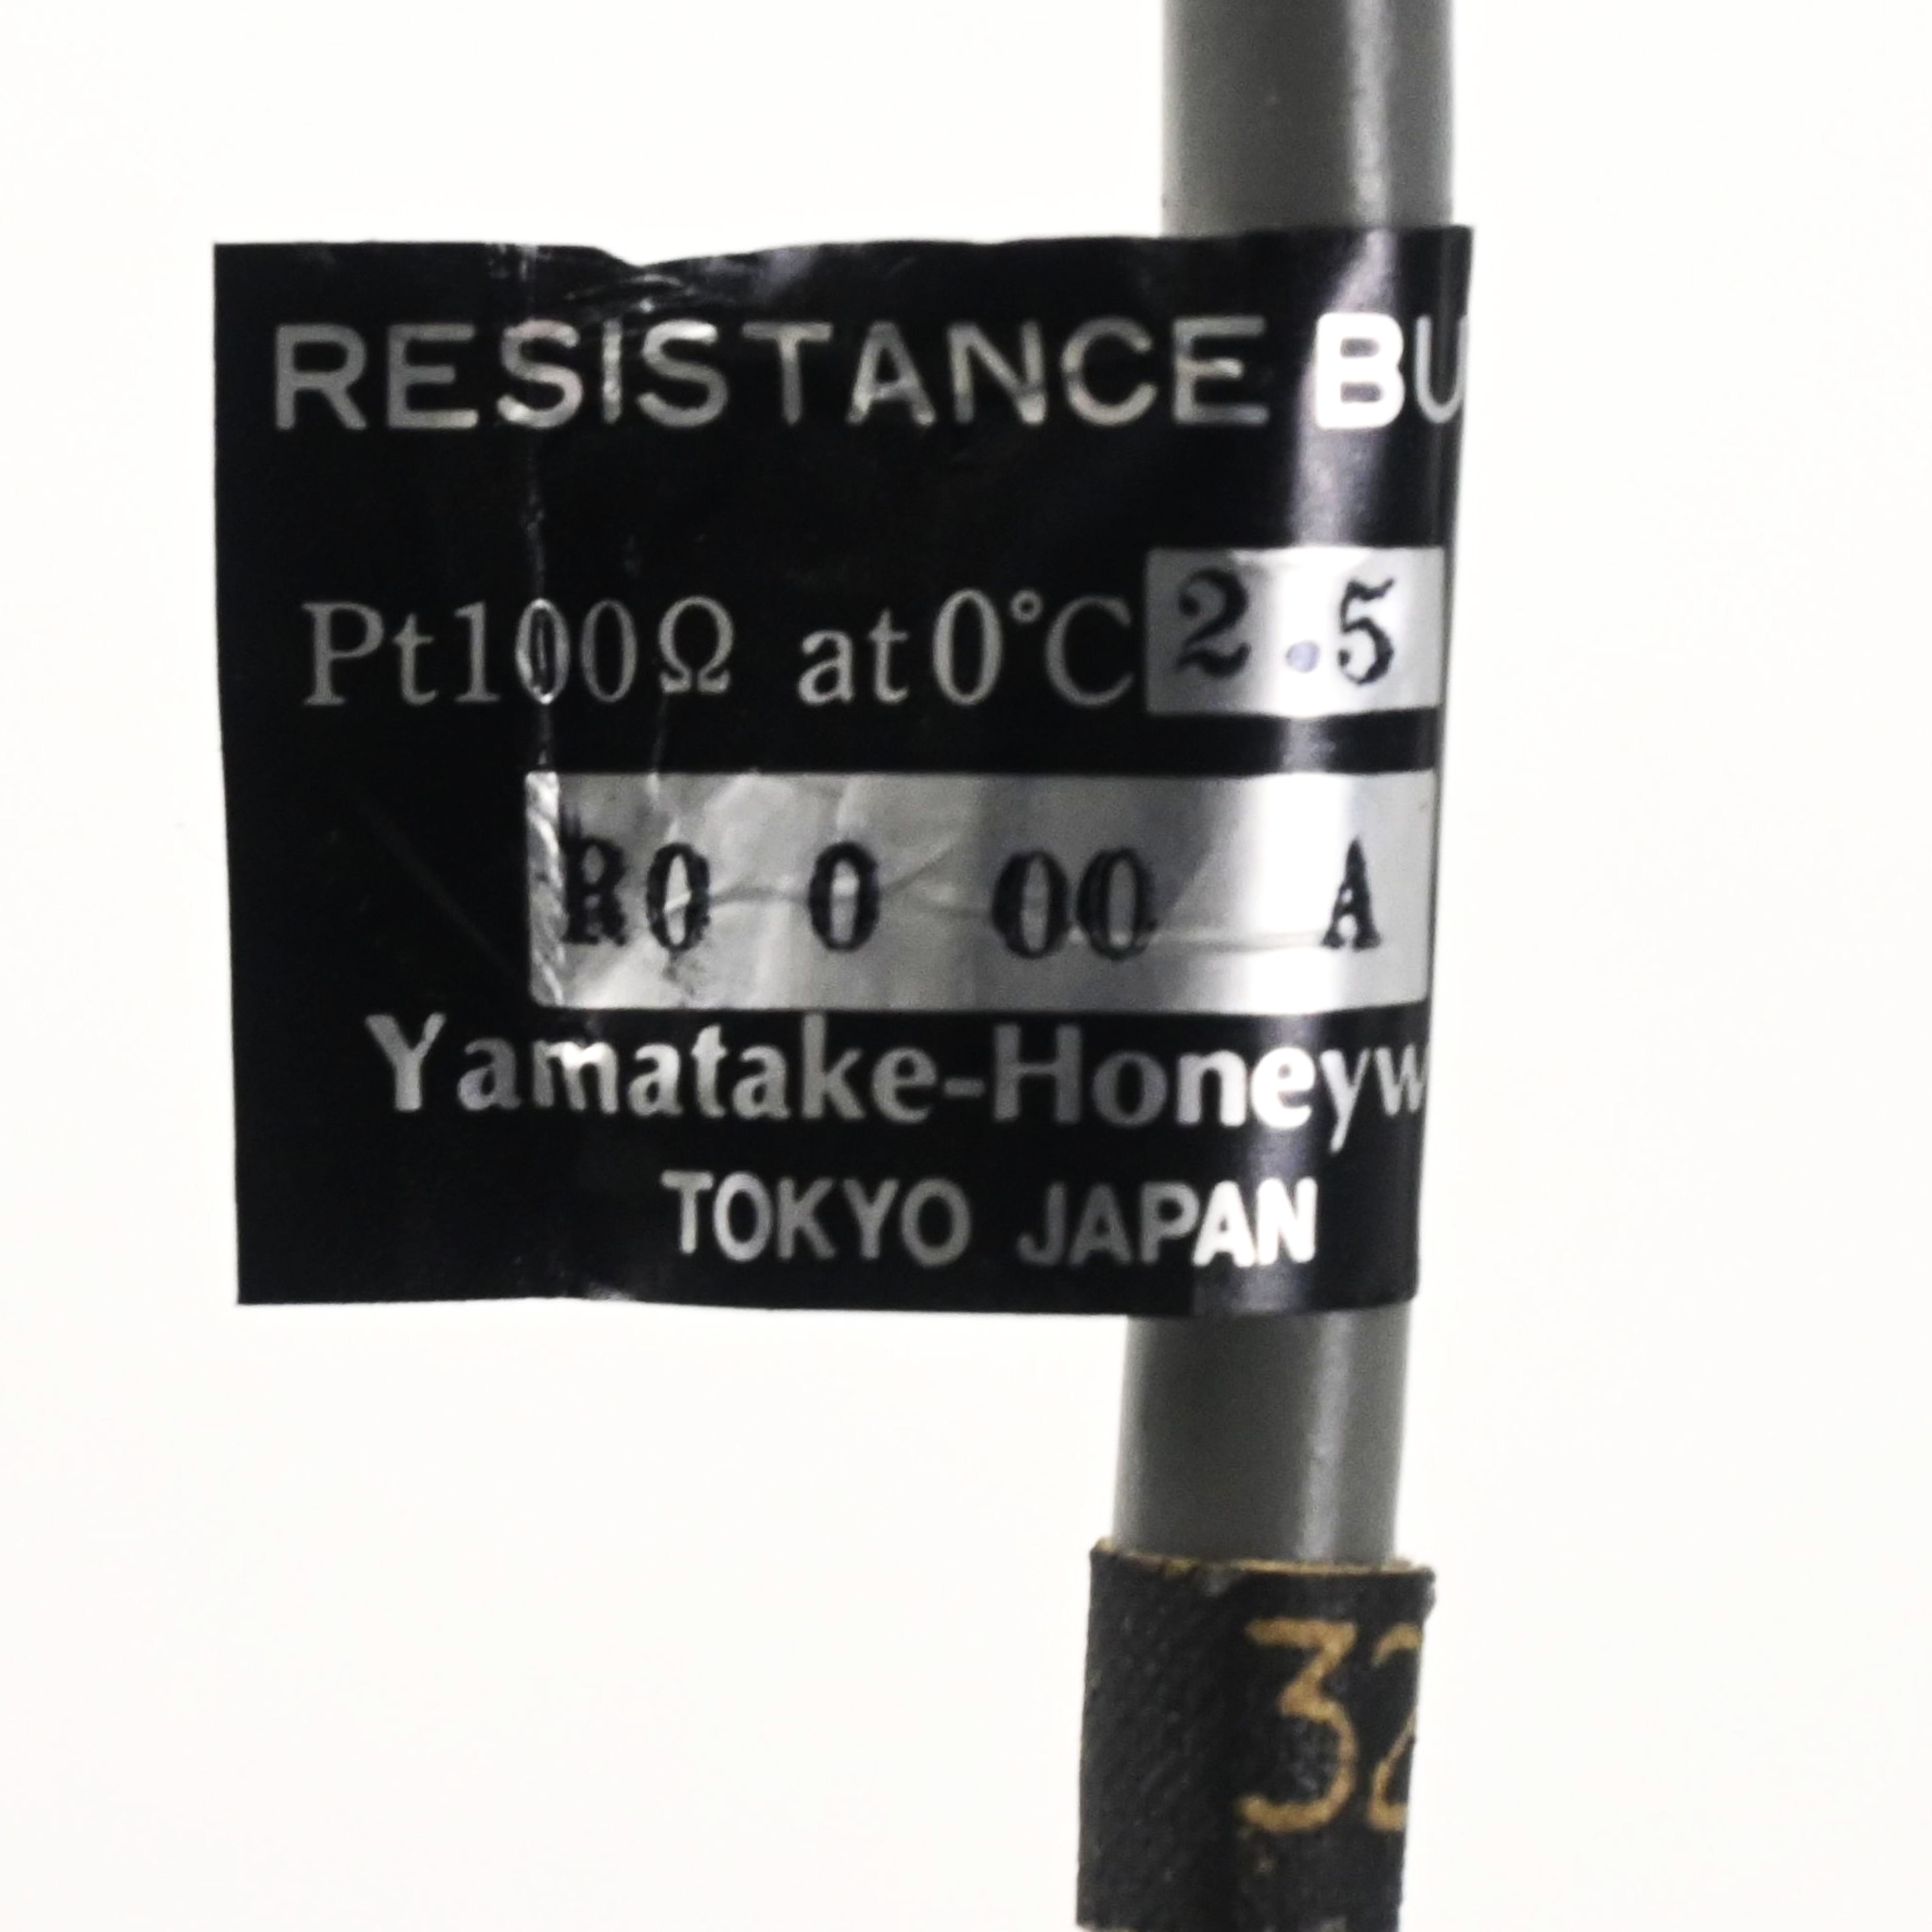 RESISTANCE BU
Pt100Ω at 0°C 2.5
R0 0 00 A
Yamatake-Honeyw
TOKYO JAPAN
32